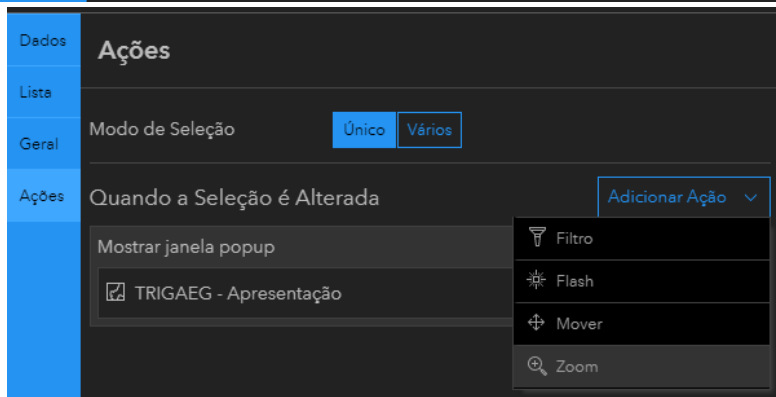 Dados
Ações
Lista
Modo de Seleção
Único
Vários
Geral
Ações
Quando a Seleção é Alterada
Adicionar Ação
Mostrar janela popup
Filtro
TRIGAEG - Apresentação
Flash
Mover
Zoom